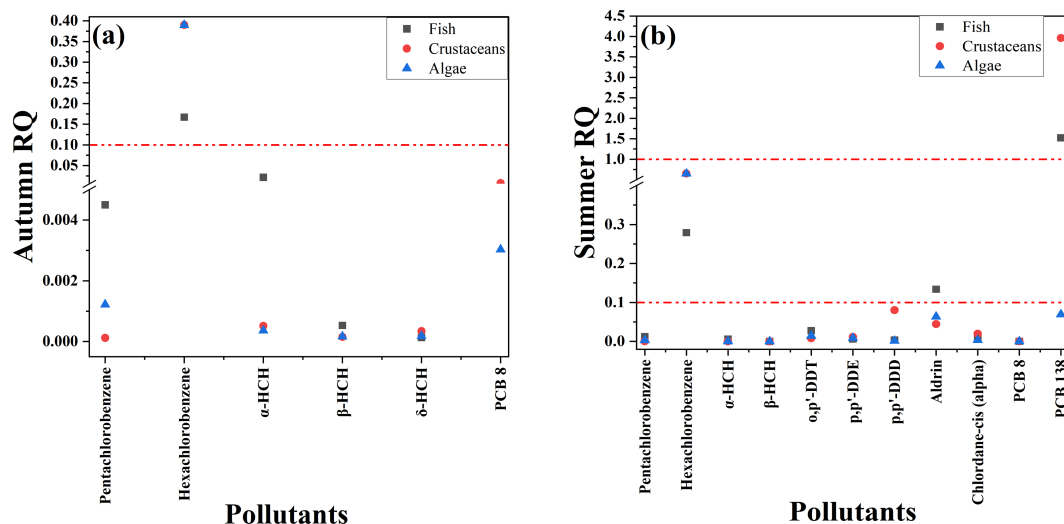 (a)
Fish
Crustaceans
Algae
Autumn RQ
0.40
0.35
0.30
0.25
0.20
0.15
0.10
0.05
0.004
0.002
0.000
Pentachlorobenzene
Hexachlorobenzene
α-HCH
β-HCH
δ-HCH
PCB 8
Pollutants
(b)
Fish
Crustaceans
Algae
Summer RQ
4.5
4.0
3.5
3.0
2.5
2.0
1.5
1.0
0.3
0.2
0.1
0.0
Pentachlorobenzene
Hexachlorobenzene
α-HCH
β-HCH
o,p'-DDT
p,p'-DDE
p,p'-DDD
Aldrin
Chlordane-cis (alpha)
PCB 8
PCB 138
Pollutants